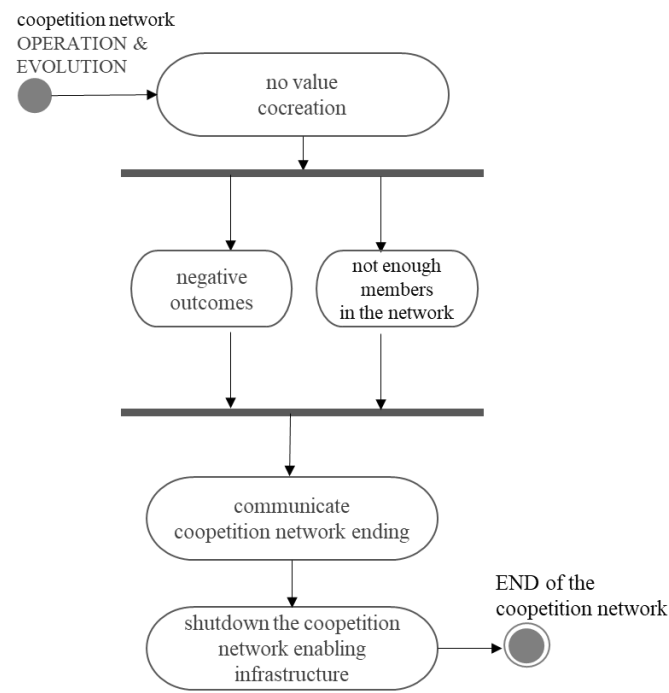 coopetition network
OPERATION &
EVOLUTION
no value
cocreation
negative
outcomes
not enough
members
in the network
communicate
coopetition network ending
shutdown the coopetition
network enabling
infrastructure
END of the
coopetition network